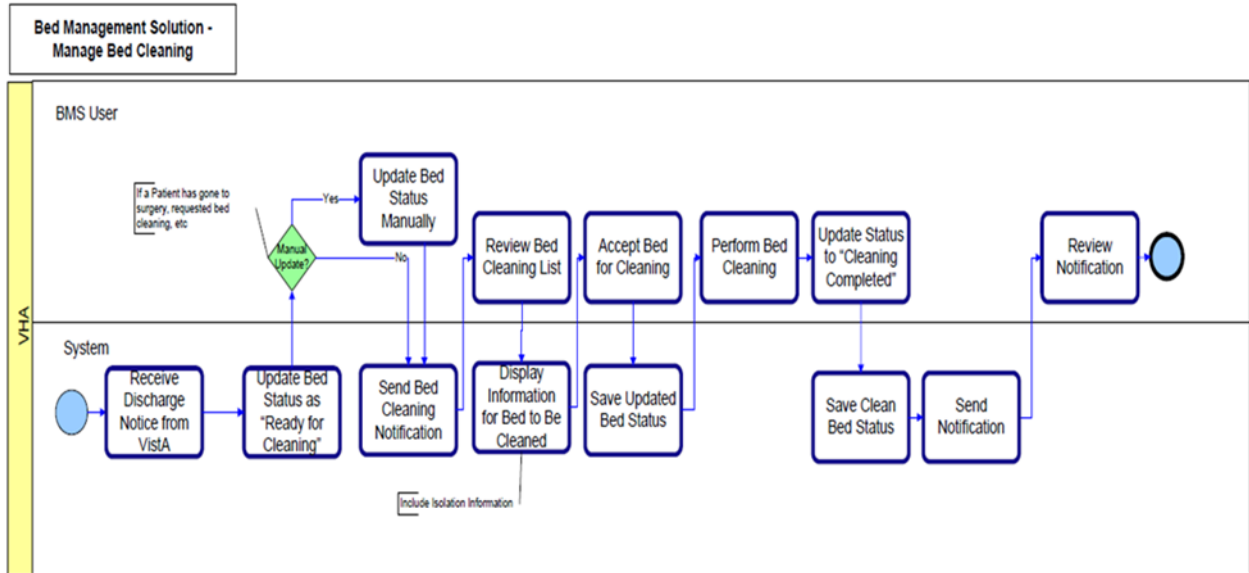 Bed Management Solution -
Manage Bed Cleaning
VHA
BMS User
If a Patient has gone to
surgery, requested bed
cleaning, etc
Manual
Update?
Yes
No
Update Bed
Status
Manually
Review Bed
Cleaning List
Accept Bed
for Cleaning
Perform Bed
Cleaning
Update Status
to “Cleaning
Completed”
Review
Notification
System
Receive
Discharge
Notice from
VistA
Update Bed
Status as
“Ready for
Cleaning”
Send Bed
Cleaning
Notification
Display
Information
for Bed to Be
Cleaned
Include Isolation Information
Save Updated
Bed Status
Save Clean
Bed Status
Send
Notification